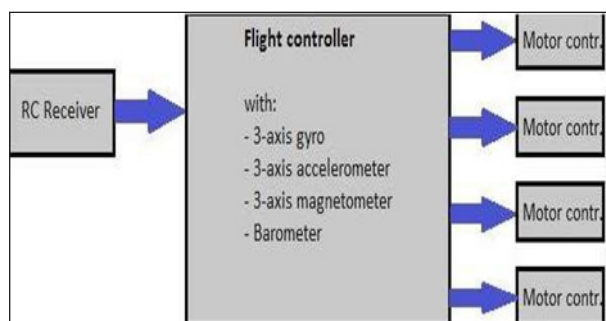 RC Receiver
Flight controller
with:
- 3-axis gyro
- 3-axis accelerometer
- 3-axis magnetometer
- Barometer
Motor contr.
Motor contr.
Motor contr.
Motor contr.